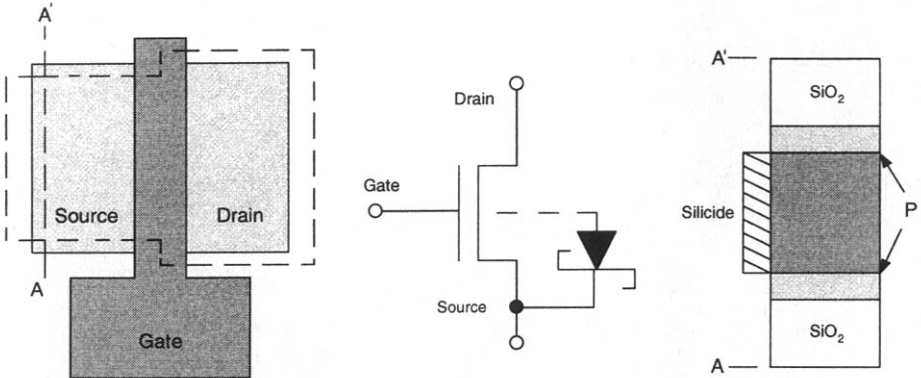 A'
Source
Drain
A
Gate
Drain
Gate
Source
A'
SiO2
Silicide
P
SiO2
A